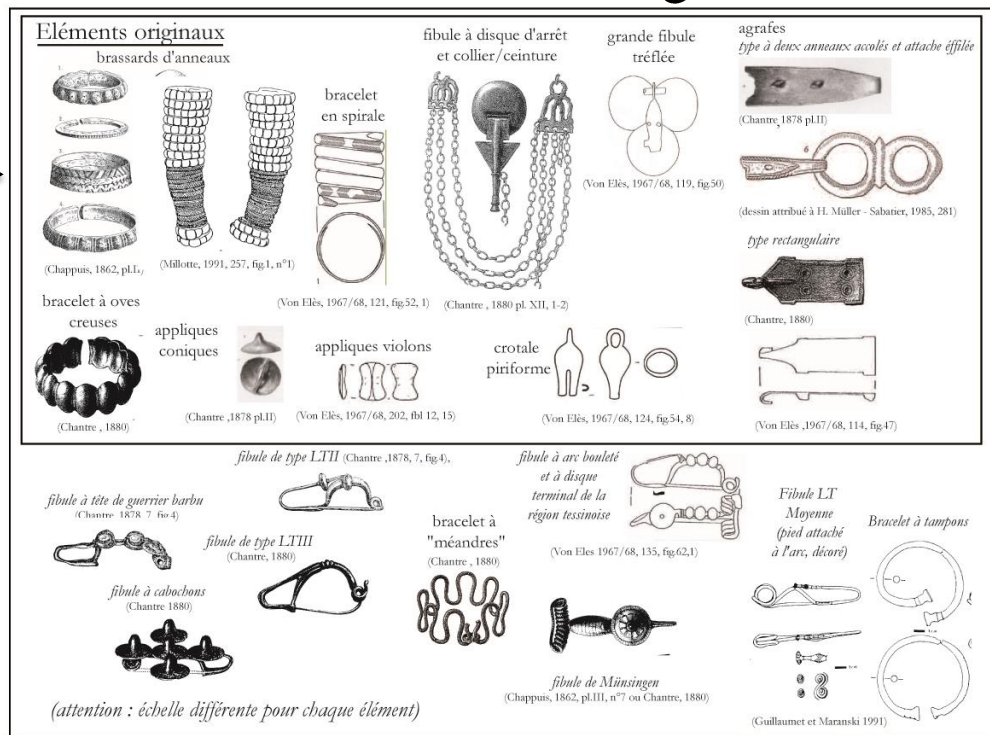 Eléments originaux
brassards d'anneaux
(Chappuis, 1862, pl.I,)
(Millotte, 1991, 257, fig.1, n°1)
bracelet
en spirale
(Von Elès, 1967/68, 121, fig.52, 1)
fibule à disque d'arrêt
et collier/ceinture
(Chantre , 1880 pl. XII, 1-2)
grande fibule
tréflée
(Von Elès, 1967/68, 119, fig.50)
agrafes
type à deux anneaux accolés et attache éffilée
(Chantre, 1878 pl.II)
(dessin attribué à H. Müller - Sabatier, 1985, 281)
type rectangulaire
(Chantre, 1880)
(Von Elès ,1967/68, 114, fig.47)
bracelet à oves
creuses
(Chantre , 1880)
appliques
coniques
(Chantre ,1878 pl.II)
appliques violons
(Von Elès, 1967/68, 202, fbl 12, 15)
crotale
piriforme
(Von Elès, 1967/68, 124, fig.54, 8)
fibule de type LTII (Chantre ,1878, 7, fig.4),
fibule à tête de guerrier barbu
(Chantre, 1878, 7, fig.4)
fibule de type LTIII
(Chantre, 1880)
fibule à cabochons
(Chantre 1880)
bracelet à
"méandres"
(Chantre , 1880)
fibule à arc bouleté
et à disque
terminal de la
région tessinoise
(Von Eles 1967/68, 135, fig.62,1)
fibule de Münsingen
(Chappuis, 1862, pl.III, n°7 ou Chantre, 1880)
Fibule LT
Moyenne
(pied attaché
à l'arc, décoré)
Bracelet à tampons
(Guillaumet et Maranski 1991)
(attention : échelle différente pour chaque élément)